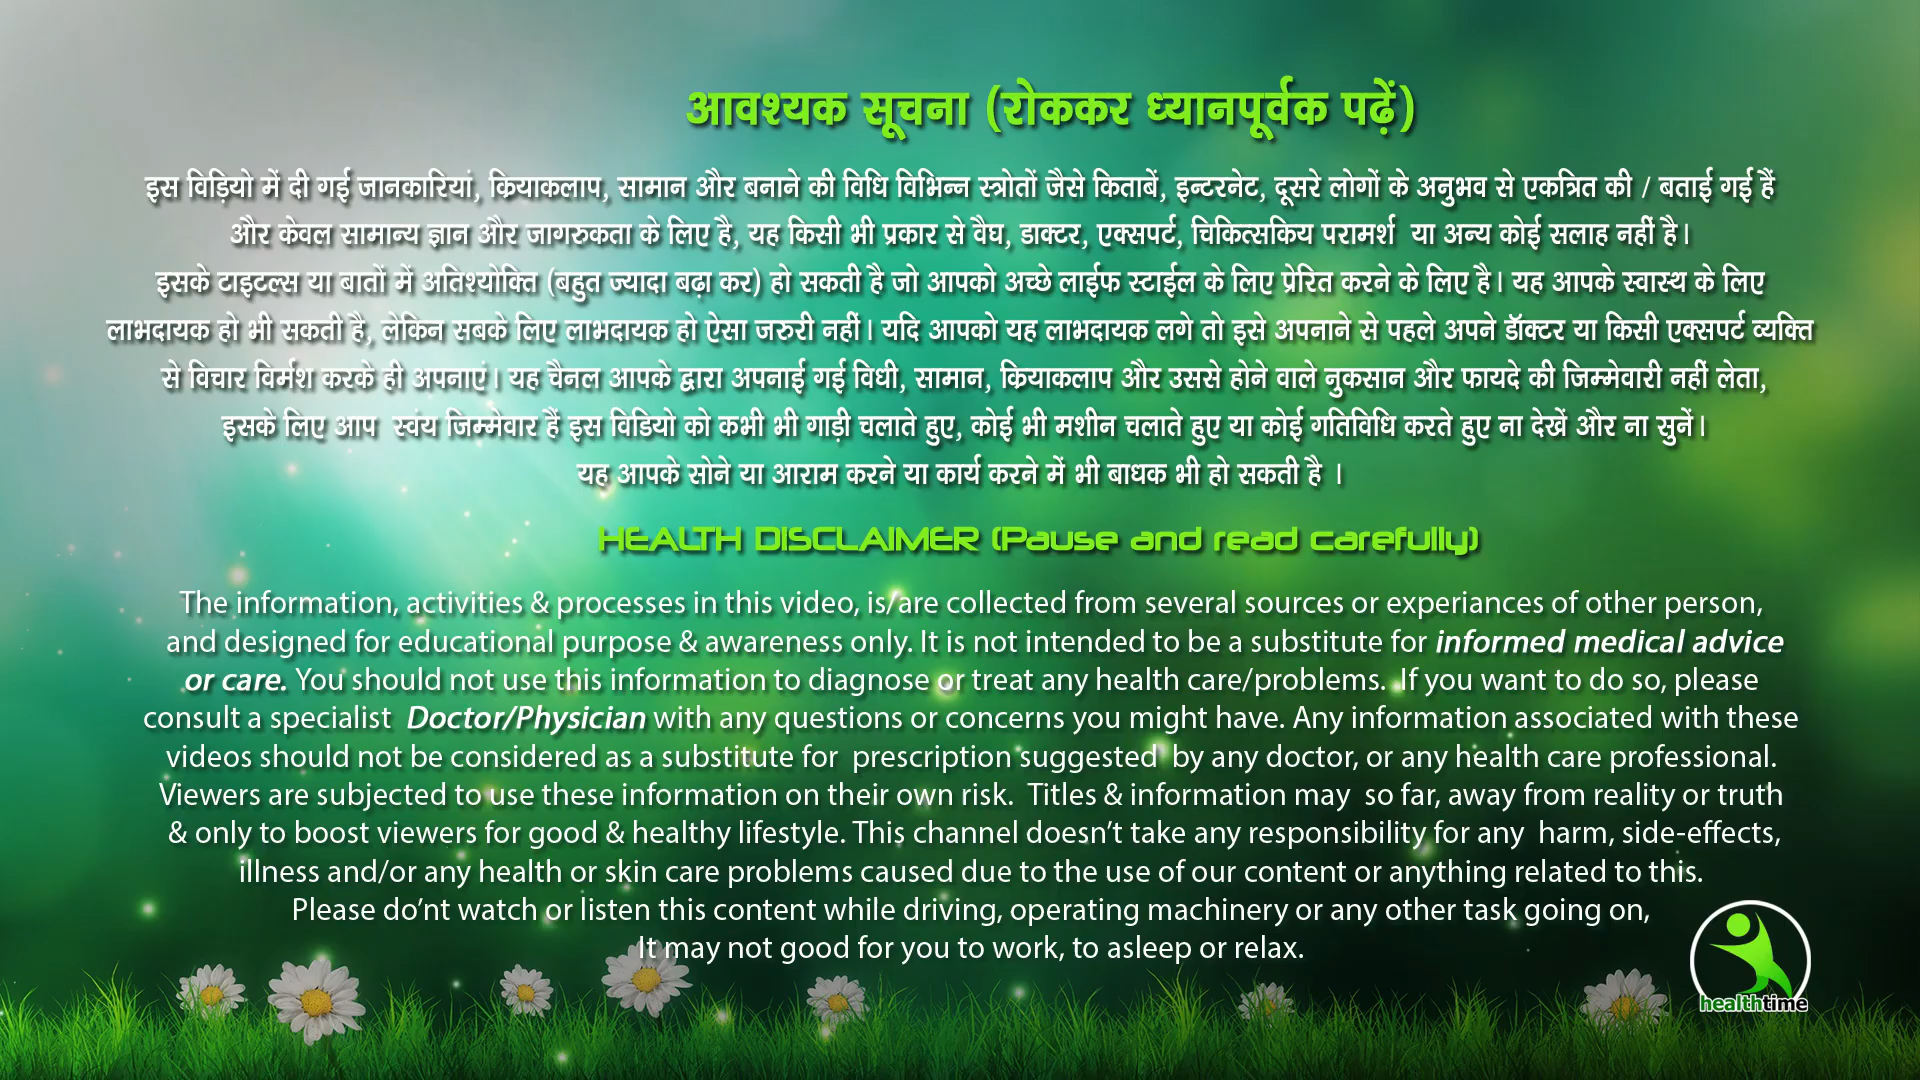 आवश्यक सूचना (रोककर ध्यानपूर्वक पढ़ें)
इस विड़ियो में दी गई जानकारियां, क्रियाकलाप, सामान और बनाने की विधि विभिन्न स्त्रोतों जैसे किताबें, इन्टरनेट, दूसरे लोगों के अनुभव से एकत्रित की / बताई गई हैं
और केवल सामान्य ज्ञान और जागरुकता के लिए है, यह किसी भी प्रकार से वैघ, डाक्टर, एक्सपर्ट, चिकित्सकिय परामर्श या अन्य कोई सलाह नहीं है।
इसके टाइटल्स या बातों में अतिश्योक्ति (बहुत ज्यादा बढ़ा कर) हो सकती है जो आपको अच्छे लाईफ स्टाईल के लिए प्रेरित करने के लिए है। यह आपके स्वास्थ के लिए
लाभदायक हो भी सकती है, लेकिन सबके लिए लाभदायक हो ऐसा जरुरी नहीं। यदि आपको यह लाभदायक लगे तो इसे अपनाने से पहले अपने डॉक्टर या किसी एक्सपर्ट व्यक्ति
से विचार विर्मश करके ही अपनाएं। यह चैनल आपके द्वारा अपनाई गई विधी, सामान, क्रियाकलाप और उससे होने वाले नुकसान और फायदे की जिम्मेवारी नहीं लेता,
इसके लिए आप स्वंय जिम्मेवार हैं इस विडियो को कभी भी गाड़ी चलाते हुए, कोई भी मशीन चलाते हुए या कोई गतिविधि करते हुए ना देखें और ना सुनें।
यह आपके सोने या आराम करने या कार्य करने में भी बाधक भी हो सकती है ।
HEALTH DISCLAIMER (Pause and read carefully)
The information, activities & processes in this video, is/are collected from several sources or experiances of other person,
and designed for educational purpose & awareness only. It is not intended to be a substitute for informed medical advice
or care. You should not use this information to diagnose or treat any health care/problems. If you want to do so, please
consult a specialist Doctor/Physician with any questions or concerns you might have. Any information associated with these
videos should not be considered as a substitute for prescription suggested by any doctor, or any health care professional.
Viewers are subjected to use these information on their own risk. Titles & information may so far, away from reality or truth
& only to boost viewers for good & healthy lifestyle. This channel doesn't take any responsibility for any harm, side-effects,
illness and/or any health or skin care problems caused due to the use of our content or anything related to this.
Please do'nt watch or listen this content while driving, operating machinery or any other task going on,
It may not good for you to work, to asleep or relax.
healthtime